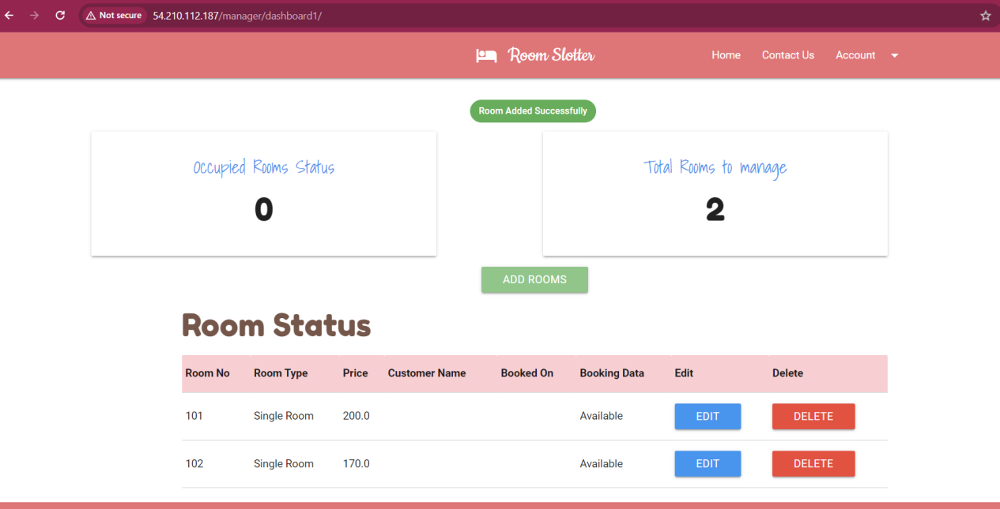 Not secure 54.210.112.187/manager/dashboard1/
Room Slotter Home Contact Us Account
Room Added Successfully
Occupied Rooms Status Total Rooms to manage
0 2
ADD ROOMS
Room Status
Room No Room Type Price Customer Name Booked On Booking Data Edit Delete
101 Single Room 200.0 Available EDIT DELETE
102 Single Room 170.0 Available EDIT DELETE